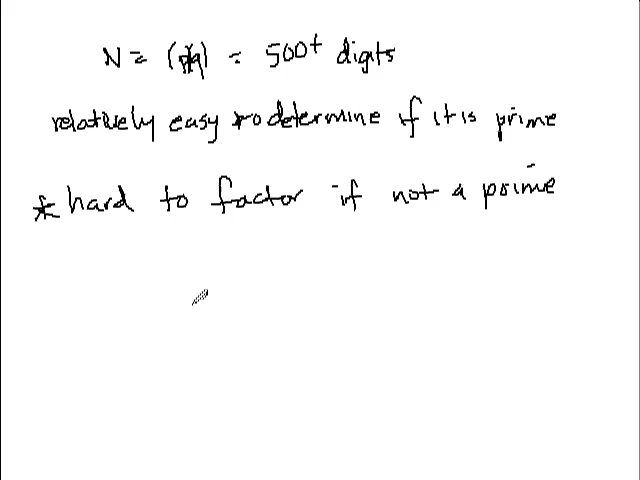 N = (pq) = 500+ digits
relatively easy to determine if it is prime
* hard to factor if not a prime